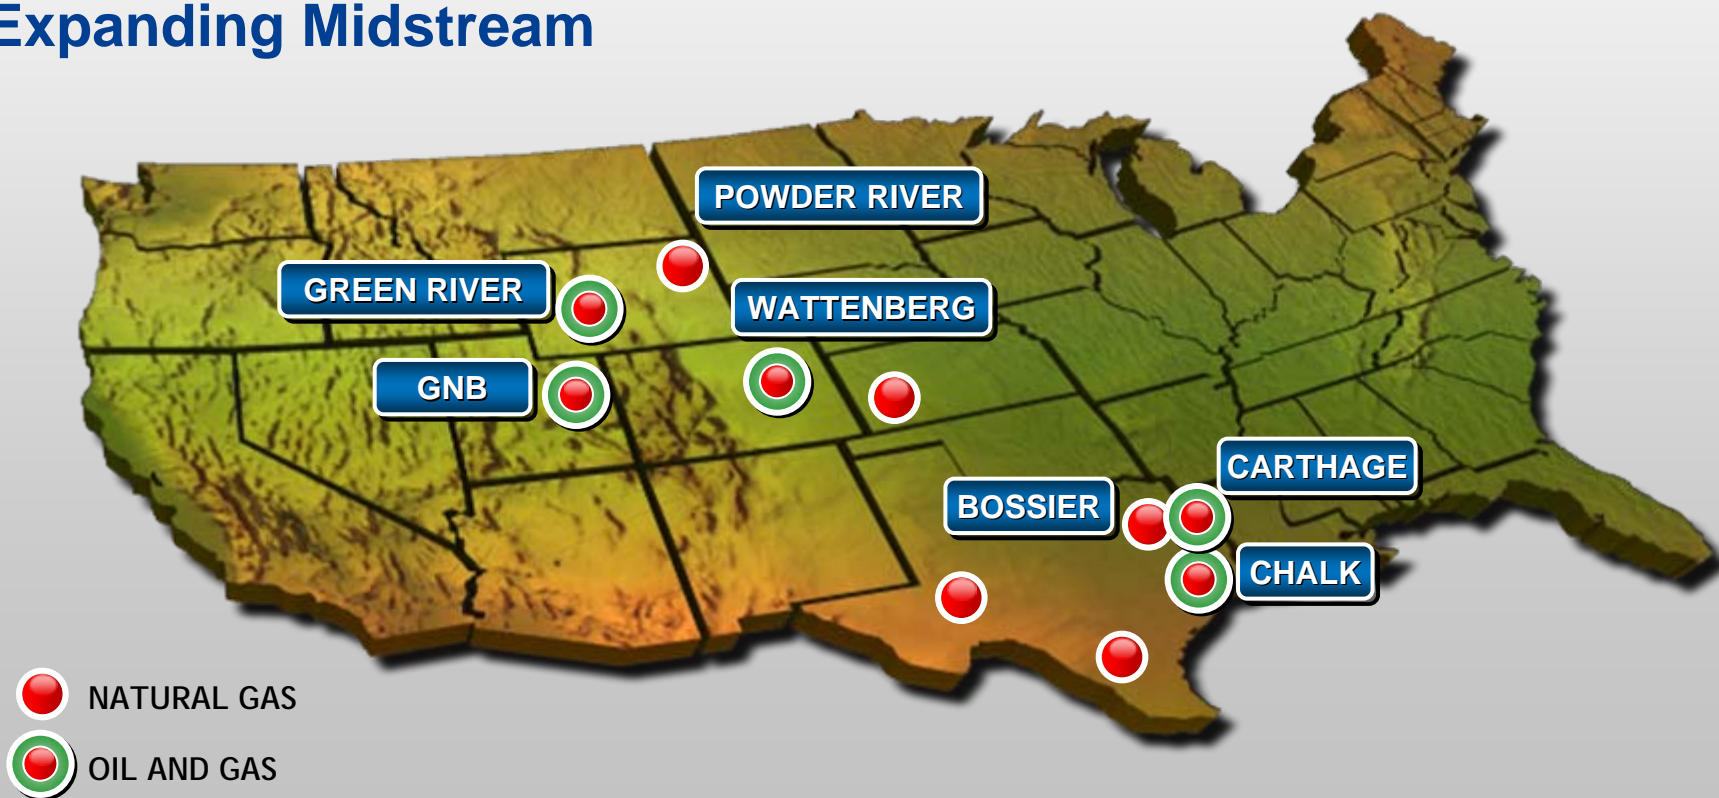 Expanding Midstream
POWDER RIVER
GREEN RIVER
WATTENBERG
GNB
CARTHAGE
BOSSIER
CHALK
NATURAL GAS
OIL AND GAS